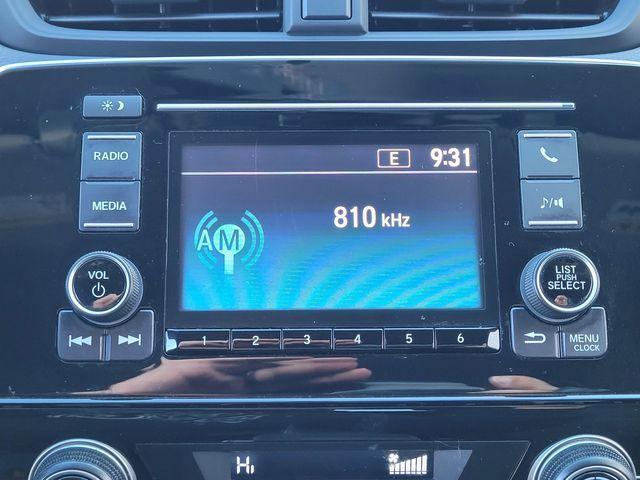 RADIO
MEDIA
E 9:31
810 kHz
AM
VOL
LIST
PUSH
SELECT
1 2 3 4 5 6
MENU
CLOCK
HI